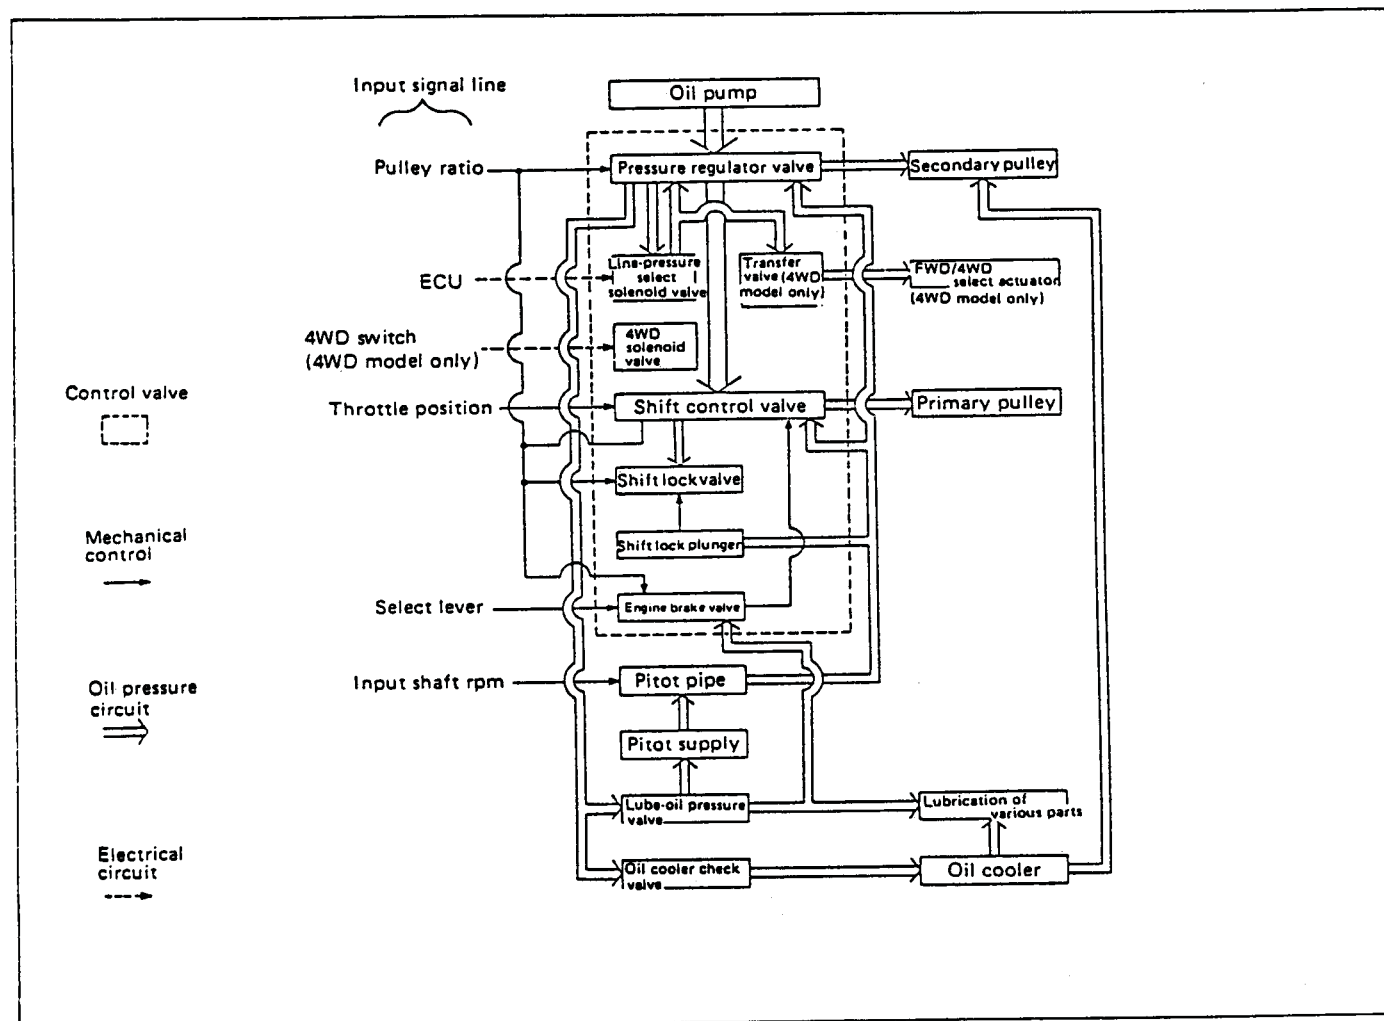 Input signal line
Oil pump
Pulley ratio
Pressure regulator valve
Secondary pulley
ECU
Line-pressure
select
solenoid valve
Transfer
valve (4WD
model only)
FWD/4WD
select actuator
(4WD model only)
4WD switch
(4WD model only)
4WD
solenoid
valve
Control valve
Throttle position
Shift control valve
Primary pulley
Shift lock valve
Mechanical
control
Shift lock plunger
Select lever
Engine brake valve
Input shaft rpm
Pitot pipe
Oil pressure
circuit
Pitot supply
Lube-oil pressure
valve
Lubrication of
various parts
Electrical
circuit
Oil cooler check
valve
Oil cooler